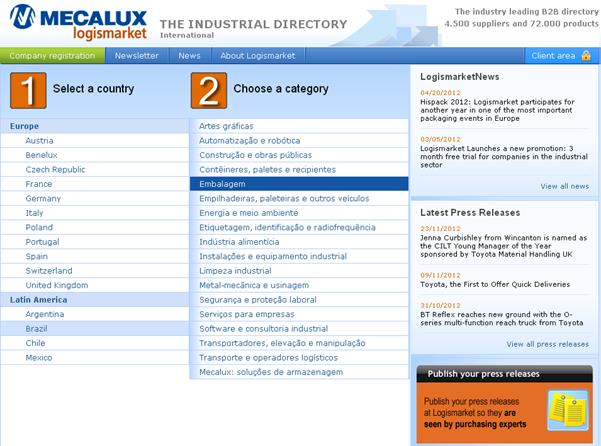 MECALUX
logismarket
THE INDUSTRIAL DIRECTORY
International
The industry leading B2B directory
4.500 suppliers and 72.000 products
Company registration
Newsletter
News
About Logismarket
Client area
1 Select a country
2 Choose a category
Europe
Austria
Benelux
Czech Republic
France
Germany
Italy
Poland
Portugal
Spain
Switzerland
United Kingdom
Latin America
Argentina
Brazil
Chile
Mexico
Artes gráficas
Automatização e robótica
Construção e obras públicas
Contêineres, paletes e recipientes
Embalagem
Empilhadeiras, paleteiras e outros veículos
Energia e meio ambiente
Etiquetagem, identificação e radiofrequência
Indústria alimentícia
Instalações e equipamento industrial
Limpeza industrial
Metal-mecânica e usinagem
Segurança e proteção laboral
Serviços para empresas
Software e consultoria industrial
Transportadores, elevação e manipulação
Transporte e operadores logísticos
Mecalux: soluções de armazenagem
LogismarketNews
04/20/2012
Hispack 2012: Logismarket participates for
another year in one of the most important
packaging events in Europe
03/05/2012
Logismarket Launches a new promotion: 3
month free trial for companies in the industrial
sector
View all news
Latest Press Releases
23/11/2012
Jenna Curbishley from Wincanton is named as
the CILT Young Manager of the Year
sponsored by Toyota Material Handling UK
09/11/2012
Toyota, the First to Offer Quick Deliveries
31/10/2012
BT Reflex reaches new ground with the O-
series multi-function reach truck from Toyota
View all press releases
Publish your press releases
Publish your press releases
at Logismarket so they are
seen by purchasing experts